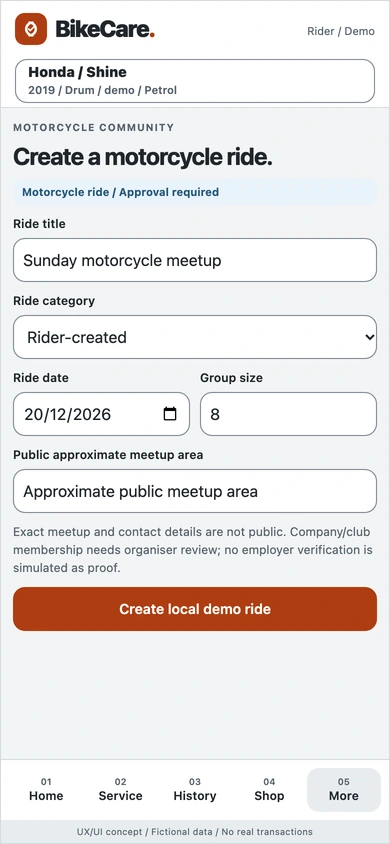 BikeCare.
Rider / Demo
Honda / Shine
2019 / Drum / demo / Petrol
MOTORCYCLE COMMUNITY
Create a motorcycle ride.
Motorcycle ride / Approval required
Ride title
Sunday motorcycle meetup
Ride category
Rider-created
Ride date
Group size
20/12/2026
8
Public approximate meetup area
Approximate public meetup area
Exact meetup and contact details are not public. Company/club
membership needs organiser review; no employer verification is
simulated as proof.
Create local demo ride
01
02
03
04
05
Home
Service
History
Shop
More
UX/UI concept / Fictional data / No real transactions